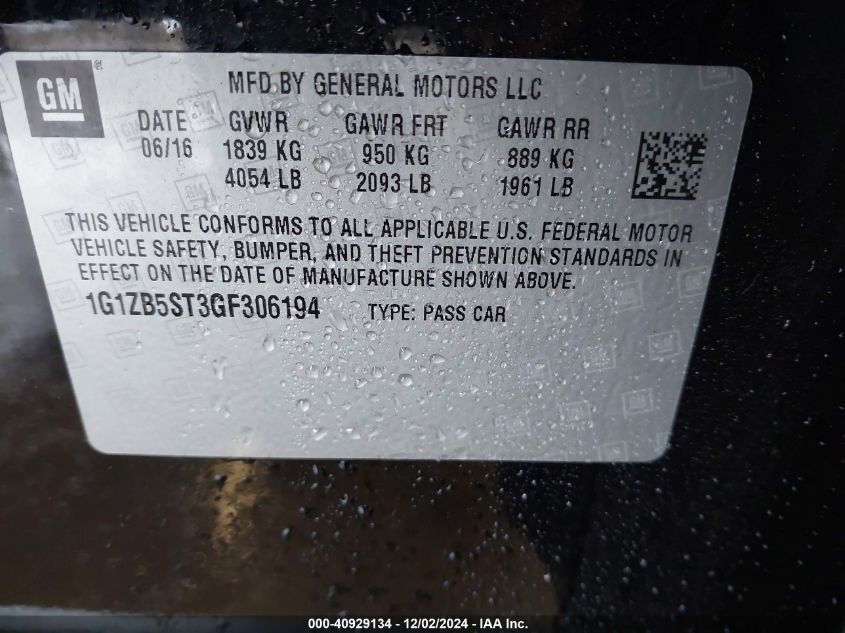 GM®
MFD BY GENERAL MOTORS LLC
DATE GVWR GAWR FRT GAWR RR
06/16 1839 KG 950 KG 889 KG
4054 LB 2093 LB 1961 LB
THIS VEHICLE CONFORMS TO ALL APPLICABLE U.S. FEDERAL MOTOR
VEHICLE SAFETY, BUMPER, AND THEFT PREVENTION STANDARDS IN
EFFECT ON THE DATE OF MANUFACTURE SHOWN ABOVE.
1G1ZB5ST3GF306194 TYPE: PASS CAR
000-40929134 - 12/02/2024 - IAA Inc.